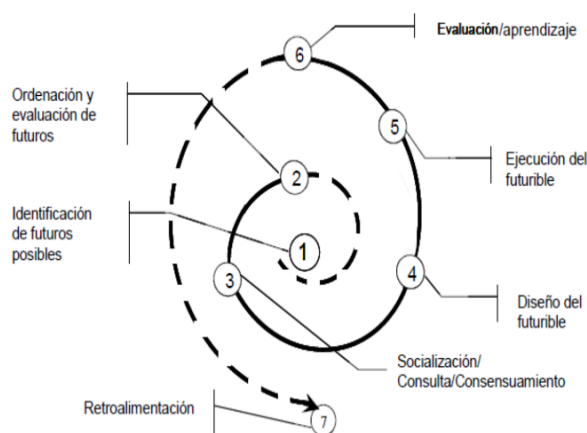 6
Evaluación/aprendizaje
Ordenación y
evaluación de
futuros
5
Ejecución del
futurible
2
Identificación
de futuros
posibles
1
3
4
Diseño del
futurible
Socialización/
Consulta/Consensuamiento
Retroalimentación
7